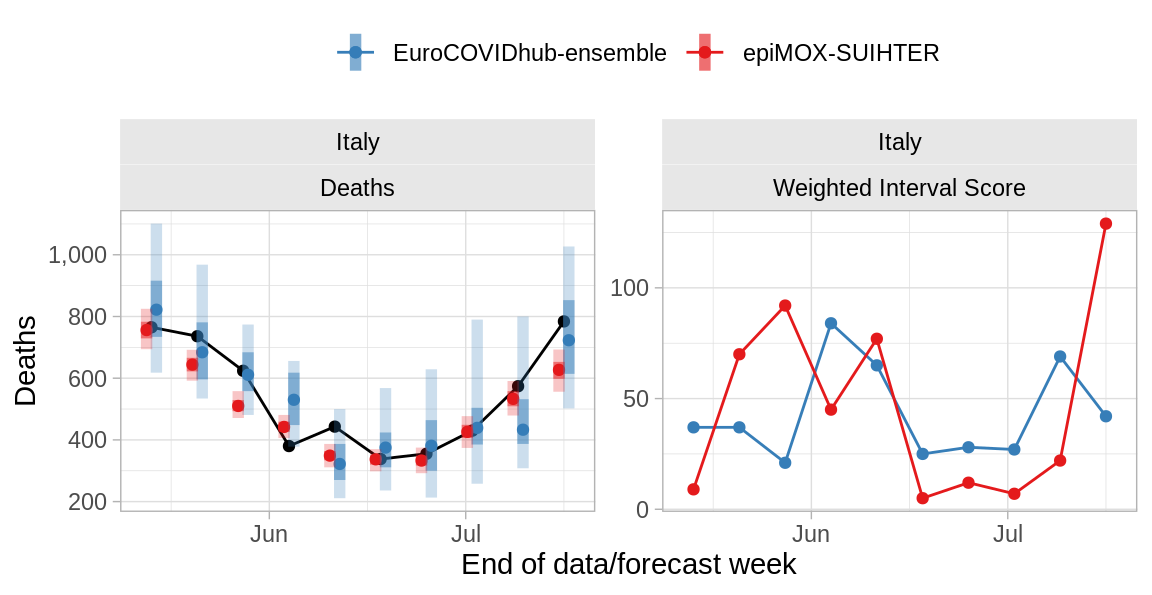 EuroCOVIDhub-ensemble epiMOX-SUIHTER
Italy
Deaths
Italy
Weighted Interval Score
Deaths
1,000
800
600
400
200
Jun Jul
100
50
0
Jun Jul
End of data/forecast week